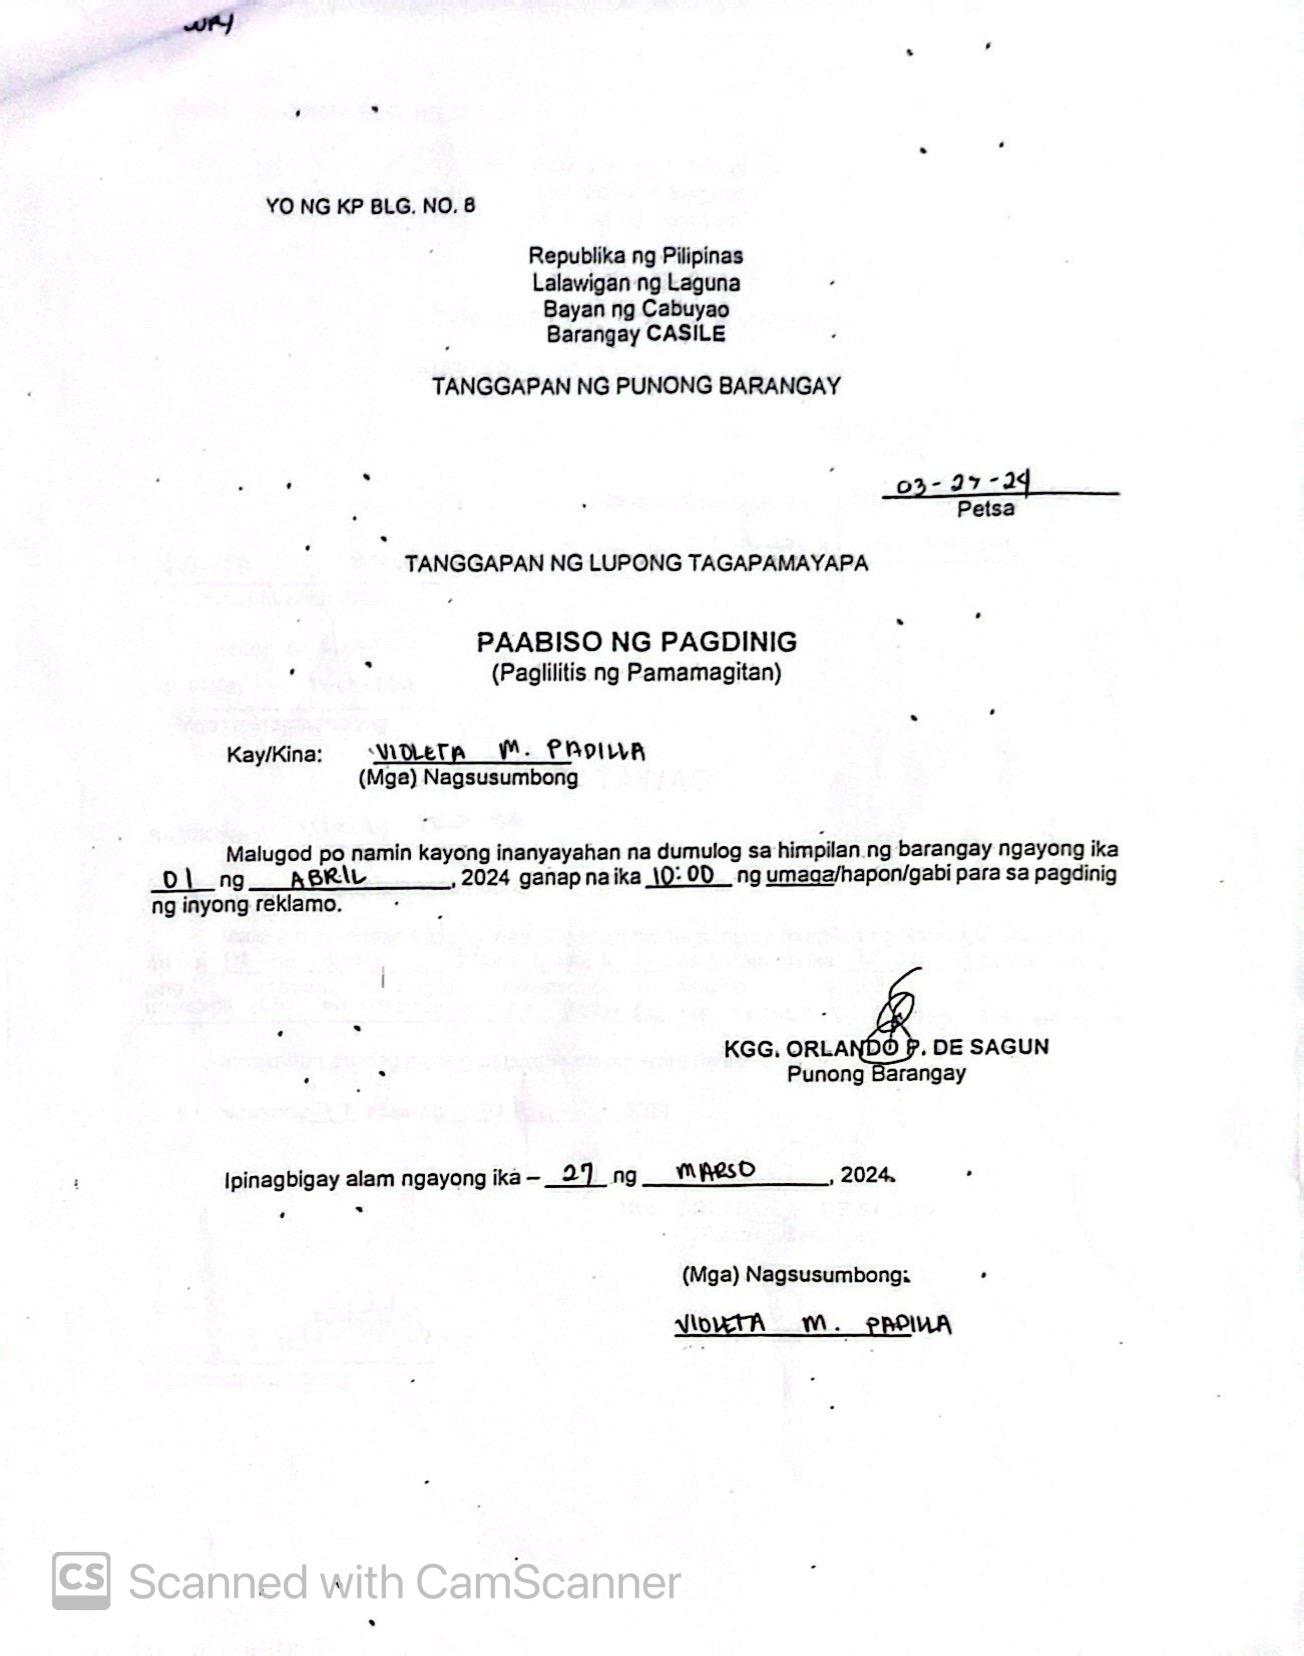 YO NG KP BLG. NO. 8
Republika ng Pilipinas
Lalawigan ng Laguna
Bayan ng Cabuyao
Barangay CASILE
TANGGAPAN NG PUNONG BARANGAY
03-27-24
Petsa
TANGGAPAN NG LUPONG TAGAPAMAYAPA
PAABISO NG PAGDINIG
(Paglilitis ng Pamamagitan)
Kay/Kina: VIOLETA M. PADILLA
(Mga) Nagsusumbong
Malugod po namin kayong inanyayahan na dumulog sa himpilan ng barangay ngayong ika
01 ng ABRIL, 2024 ganap na ika 10:00 ng umaga/hapon/gabi para sa pagdinig
ng inyong reklamo.
KGG. ORLANDO P. DE SAGUN
Punong Barangay
Ipinagbigay alam ngayong ika – 27 ng MARSO, 2024.
(Mga) Nagsusumbong:
VIOLETA M. PADILLA
CS Scanned with CamScanner